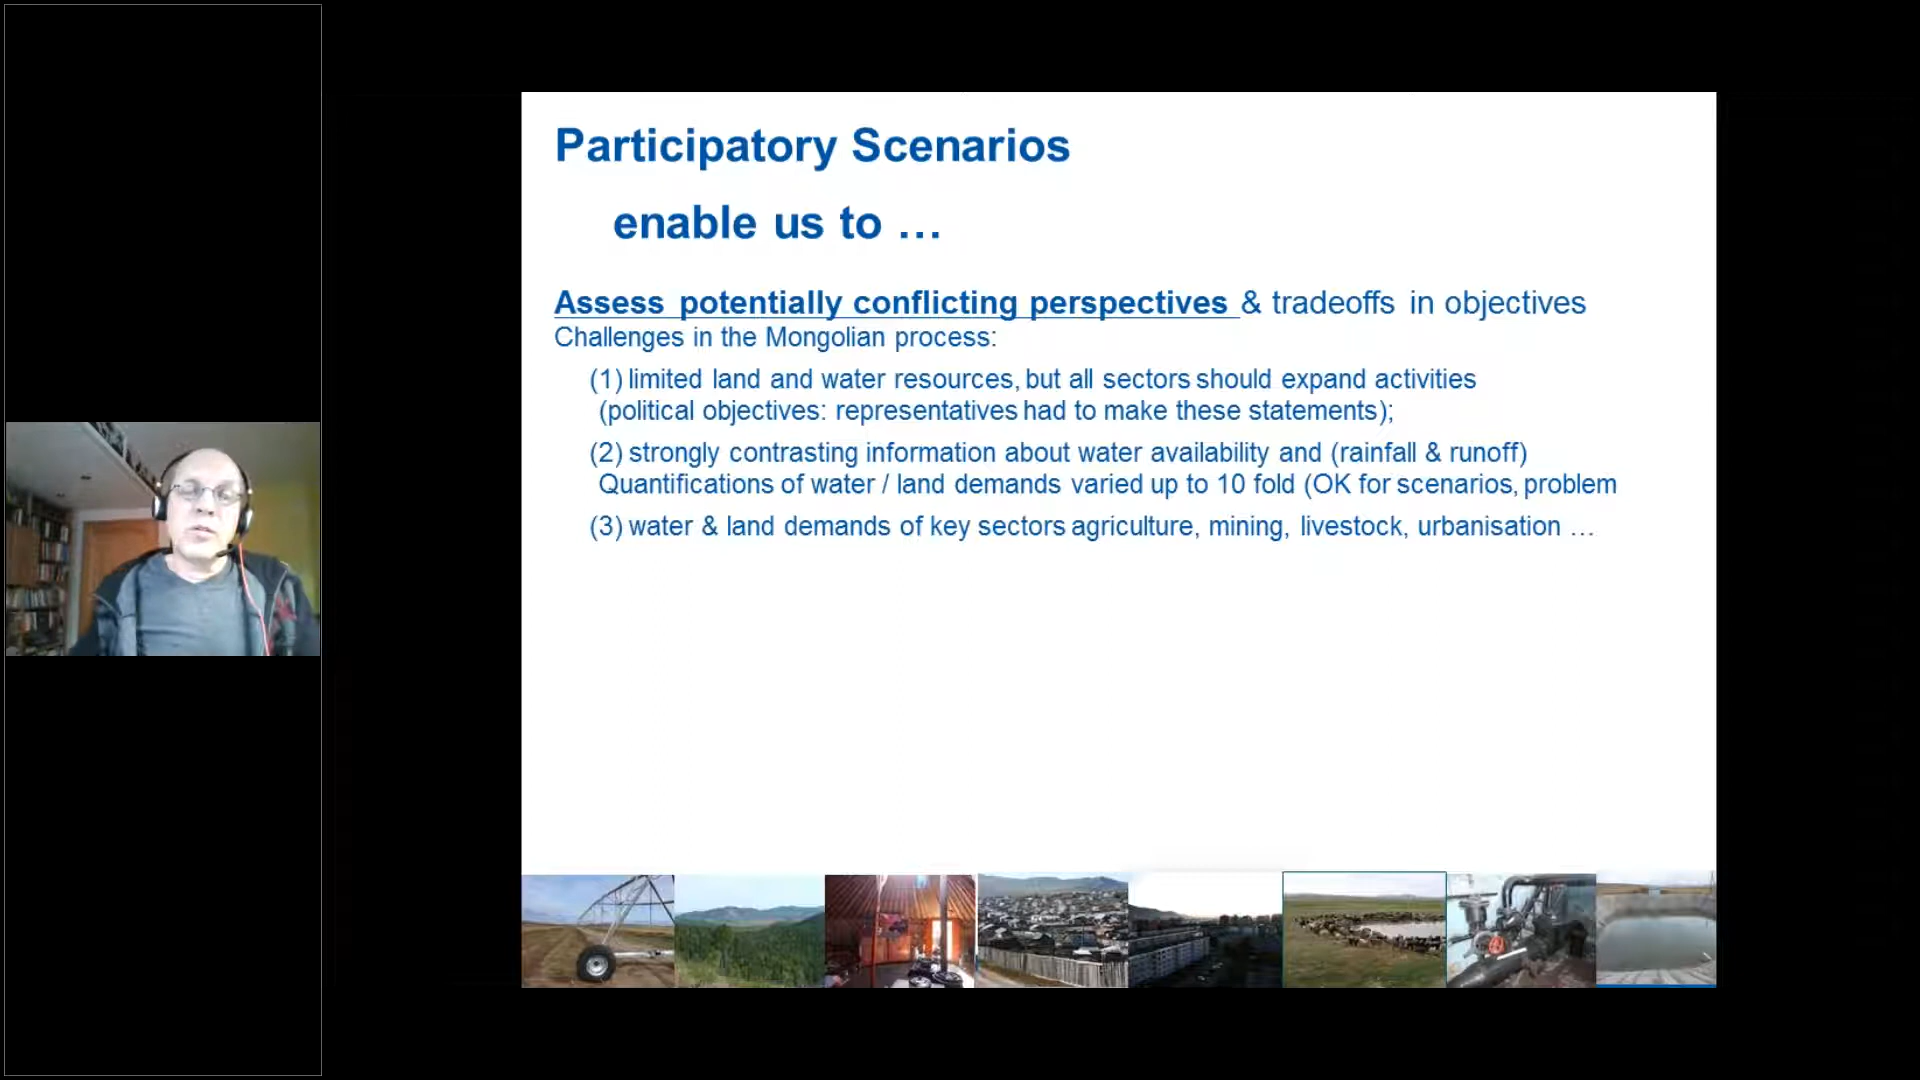 Participatory Scenarios
enable us to …
Assess potentially conflicting perspectives & tradeoffs in objectives
Challenges in the Mongolian process:
(1) limited land and water resources, but all sectors should expand activities
(political objectives: representatives had to make these statements);
(2) strongly contrasting information about water availability and (rainfall & runoff)
Quantifications of water / land demands varied up to 10 fold (OK for scenarios, problem
(3) water & land demands of key sectors agriculture, mining, livestock, urbanisation …